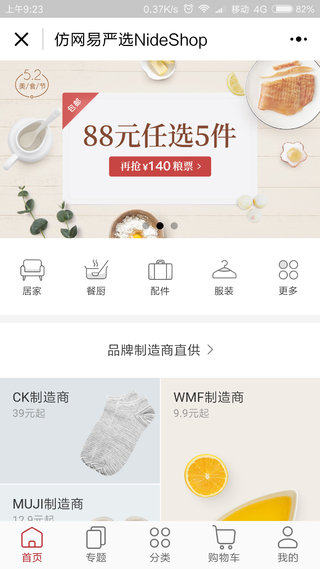 上午9:23
0.37K/s
移动 4G
82%
仿网易严选NideShop
5.2
美/食/节
包邮
88元任选5件
再抢¥140粮票>
居家
餐厨
配件
服装
更多
品牌制造商直供>
CK制造商
39元起
WMF制造商
9.9元起
MUJI制造商
12.9元起
首页
专题
分类
购物车
我的